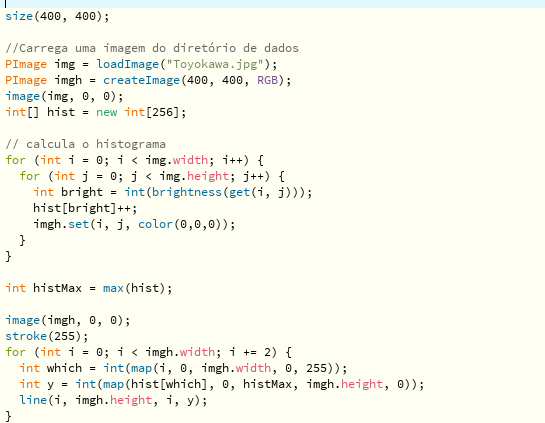 size(400, 400);
//Carrega uma imagem do diretório de dados
PImage img = loadImage("Toyokawa.jpg");
PImage imgh = createImage(400, 400, RGB);
image(img, 0, 0);
int[] hist = new int[256];
// calcula o histograma
for (int i = 0; i < img.width; i++) {
  for (int j = 0; j < img.height; j++) {
    int bright = int(brightness(get(i, j)));
    hist[bright]++;
    imgh.set(i, j, color(0,0,0));
  }
}
int histMax = max(hist);
image(imgh, 0, 0);
stroke(255);
for (int i = 0; i < imgh.width; i += 2) {
  int which = int(map(i, 0, imgh.width, 0, 255));
  int y = int(map(hist[which], 0, histMax, imgh.height, 0));
  line(i, imgh.height, i, y);
}